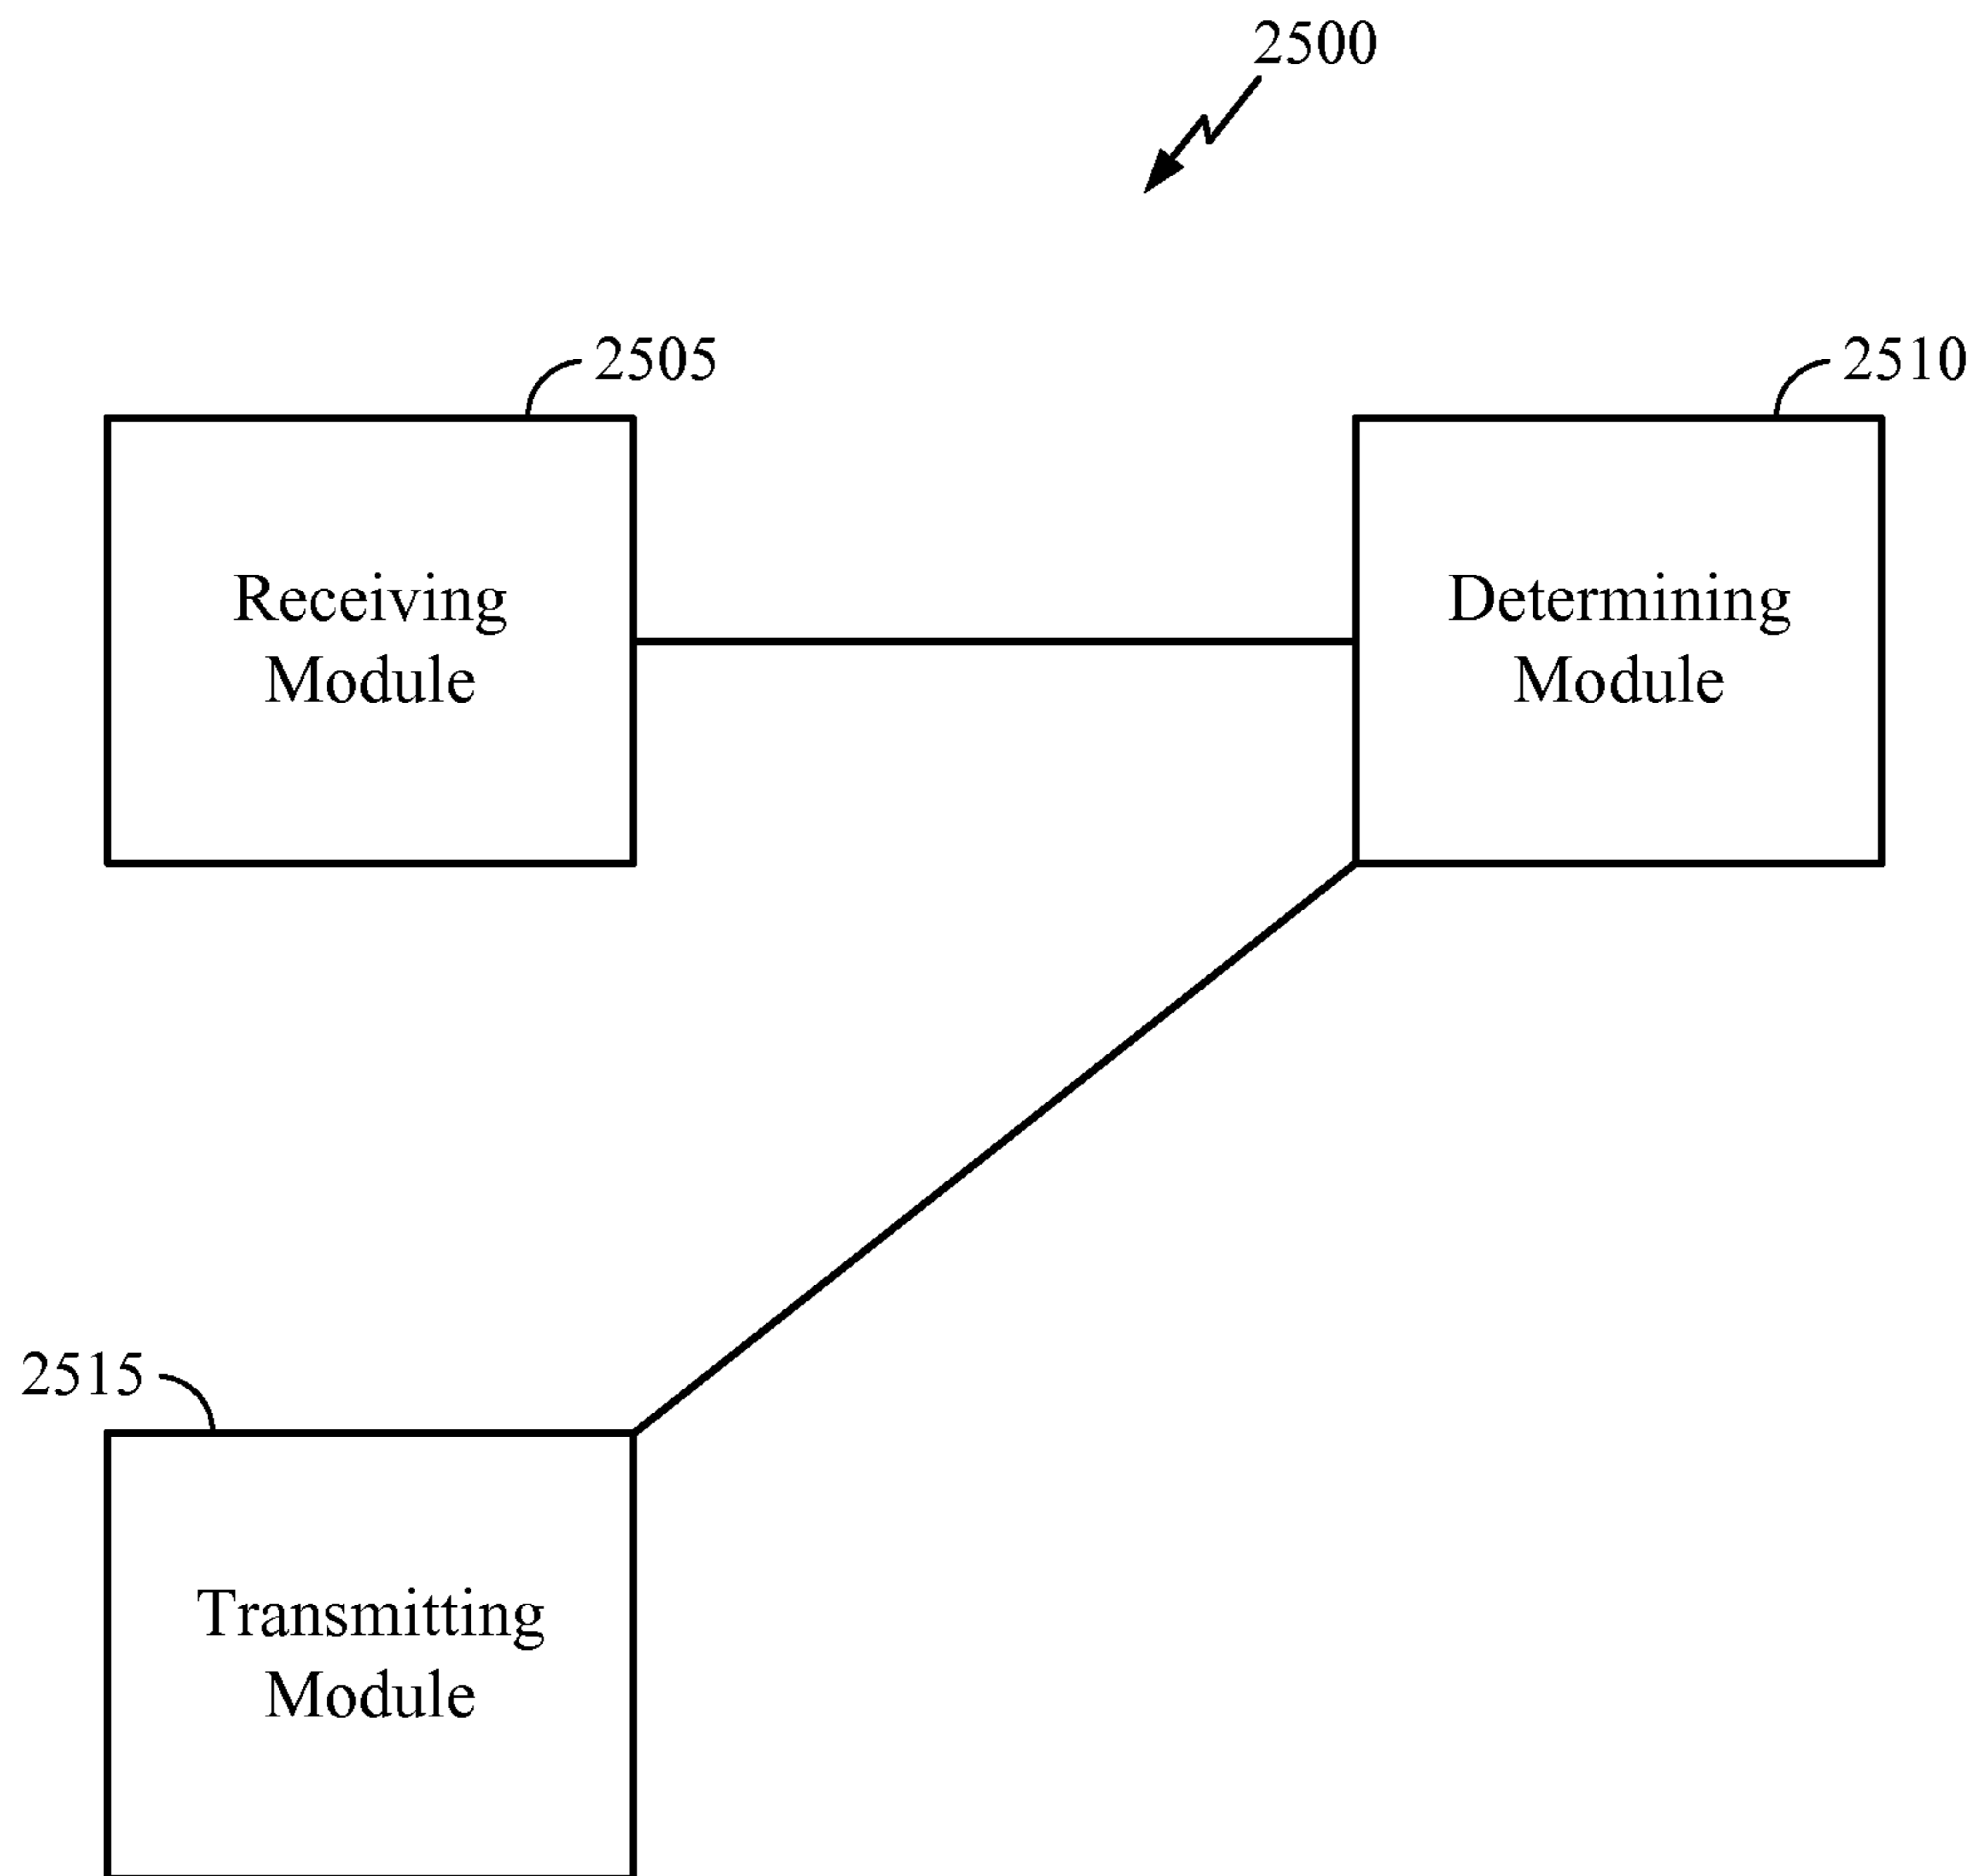 2500
2505
2510
Receiving
Module
Determining
Module
2515
Transmitting
Module